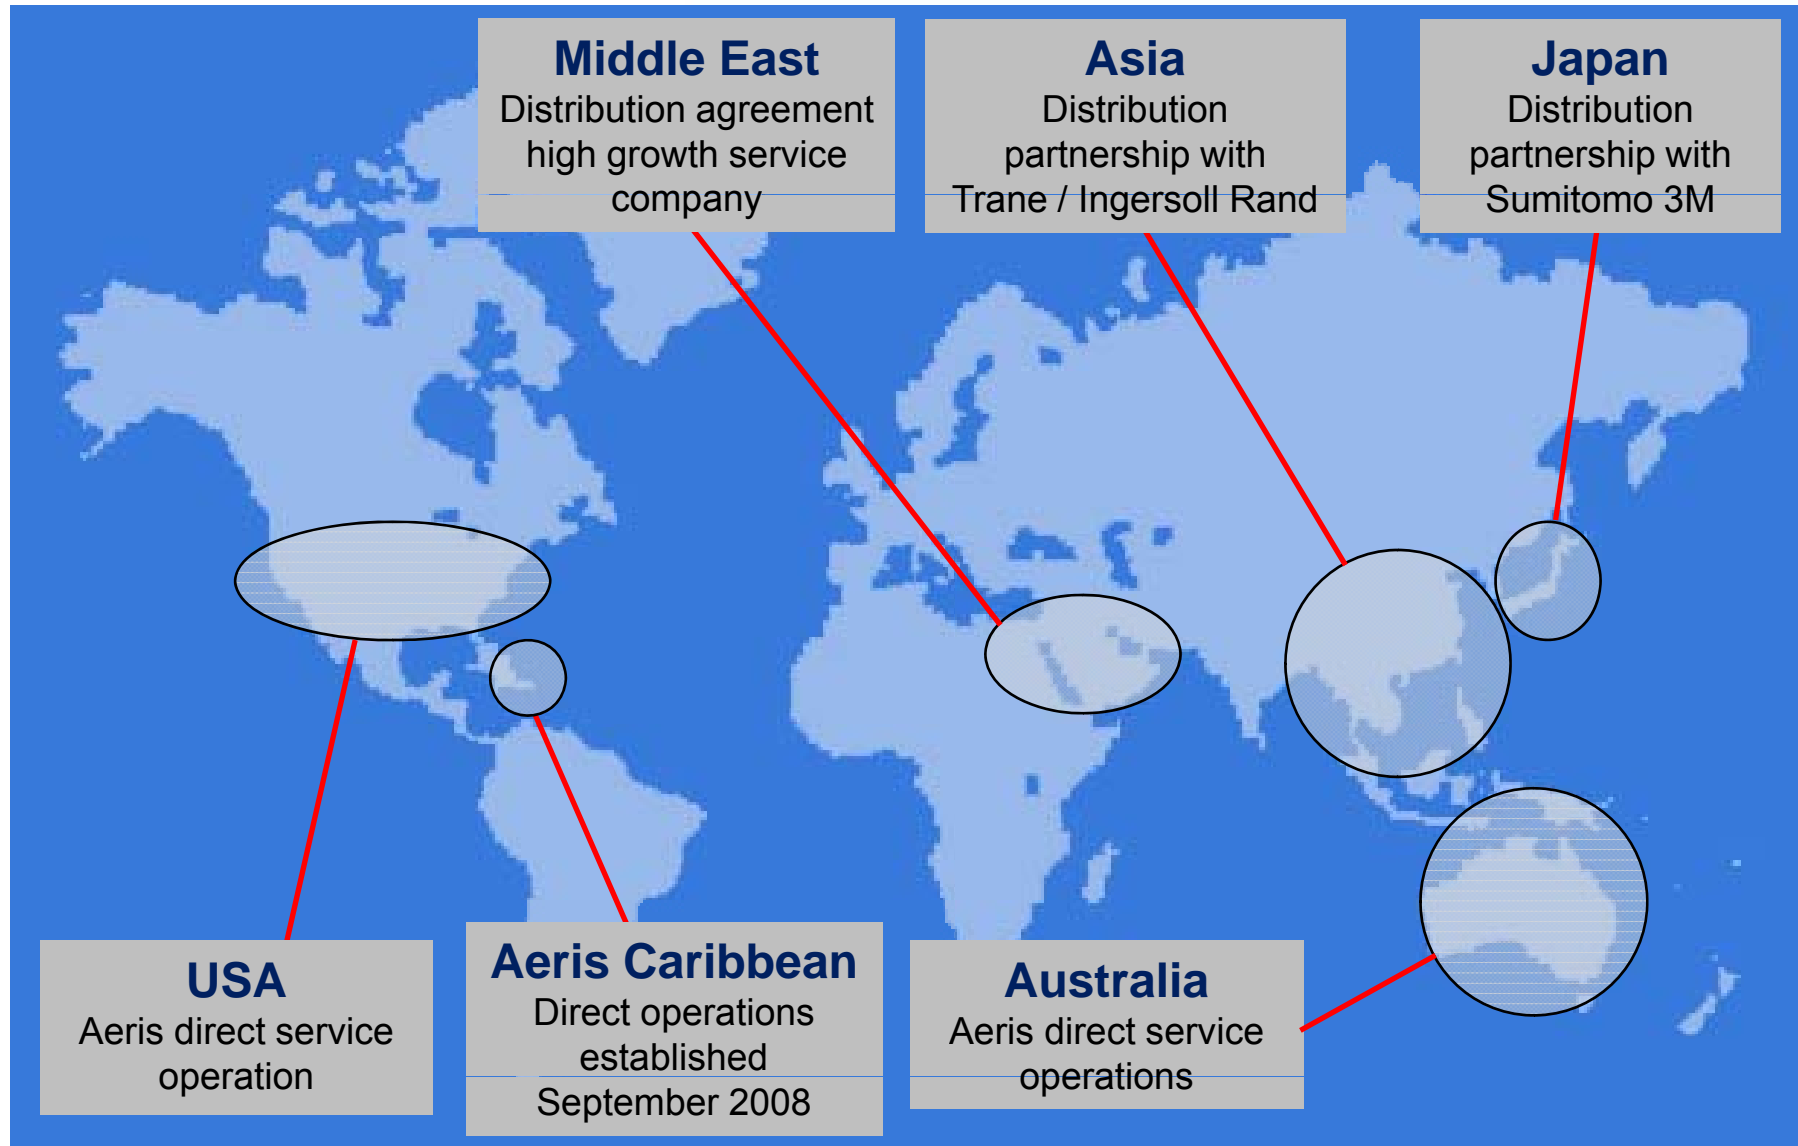 Middle East
Distribution agreement
high growth service
company
Asia
Distribution
partnership with
Trane / Ingersoll Rand
Japan
Distribution
partnership with
Sumitomo 3M
USA
Aeris direct service
operation
Aeris Caribbean
Direct operations
established
September 2008
Australia
Aeris direct service
operations